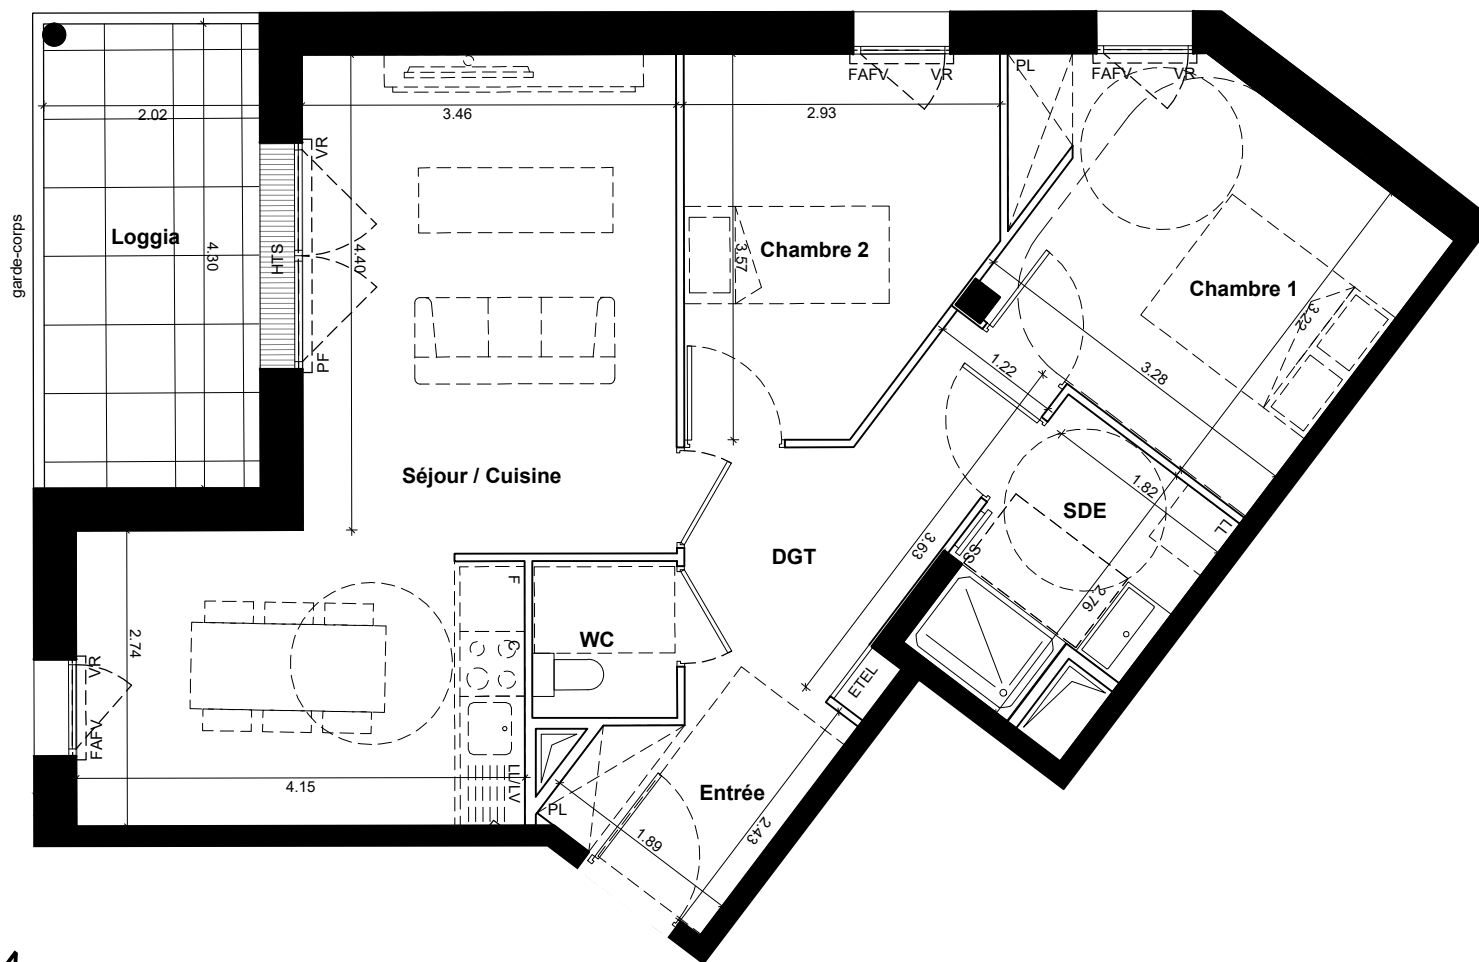 FAFV
VR
PL
FAFV
VR
2.02
3.46
2.93
VR
garde-corps
Loggia
4.30
HTS
4.40
3.57
Chambre 2
Chambre 1
3.22
PF
1.22
3.28
Séjour / Cuisine
1.82
SDE
LL
DGT
3.63
SS
F
2.76
C
WC
2.74
VR
ETEL
FAFV
4.15
LL/LV
PL
Entrée
1.89
2.43